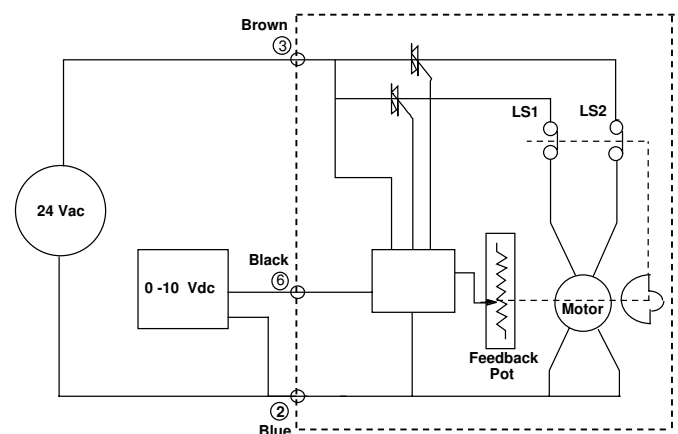 Brown
3
LS1
LS2
24 Vac
Black
6
0 -10 Vdc
Motor
Feedback
Pot
2
Blue